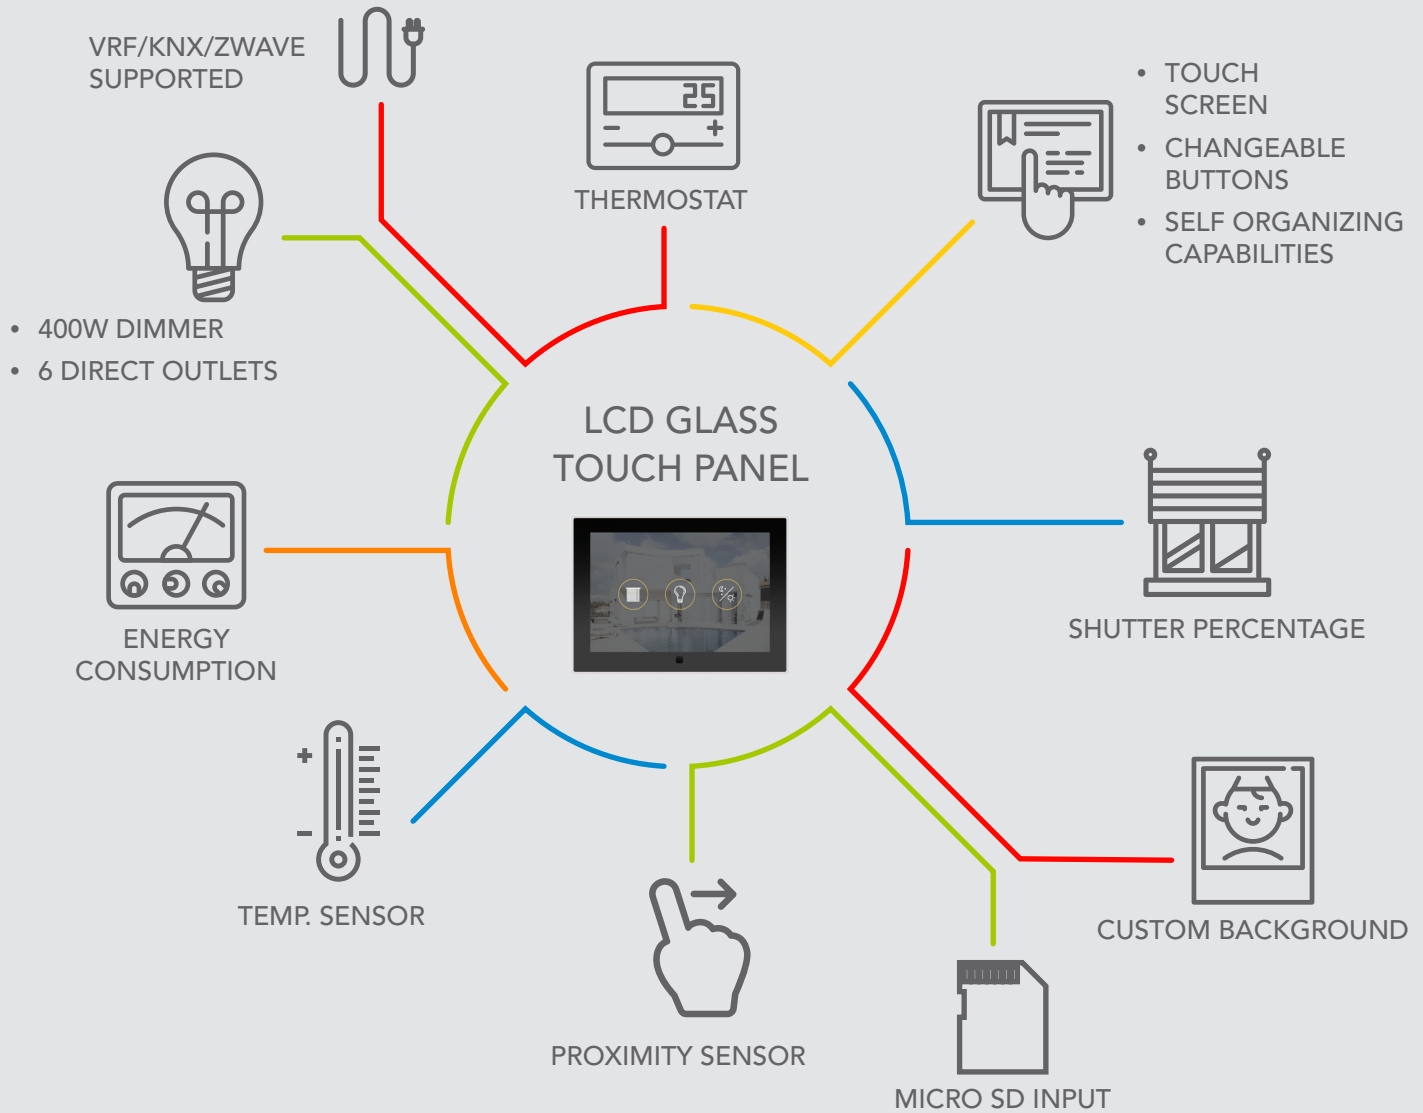 VRF/KNX/ZWAVE
SUPPORTED
25
THERMOSTAT
• TOUCH
SCREEN
• CHANGEABLE
BUTTONS
• SELF ORGANIZING
CAPABILITIES
• 400W DIMMER
• 6 DIRECT OUTLETS
LCD GLASS
TOUCH PANEL
ENERGY
CONSUMPTION
SHUTTER PERCENTAGE
TEMP. SENSOR
CUSTOM BACKGROUND
PROXIMITY SENSOR
MICRO SD INPUT